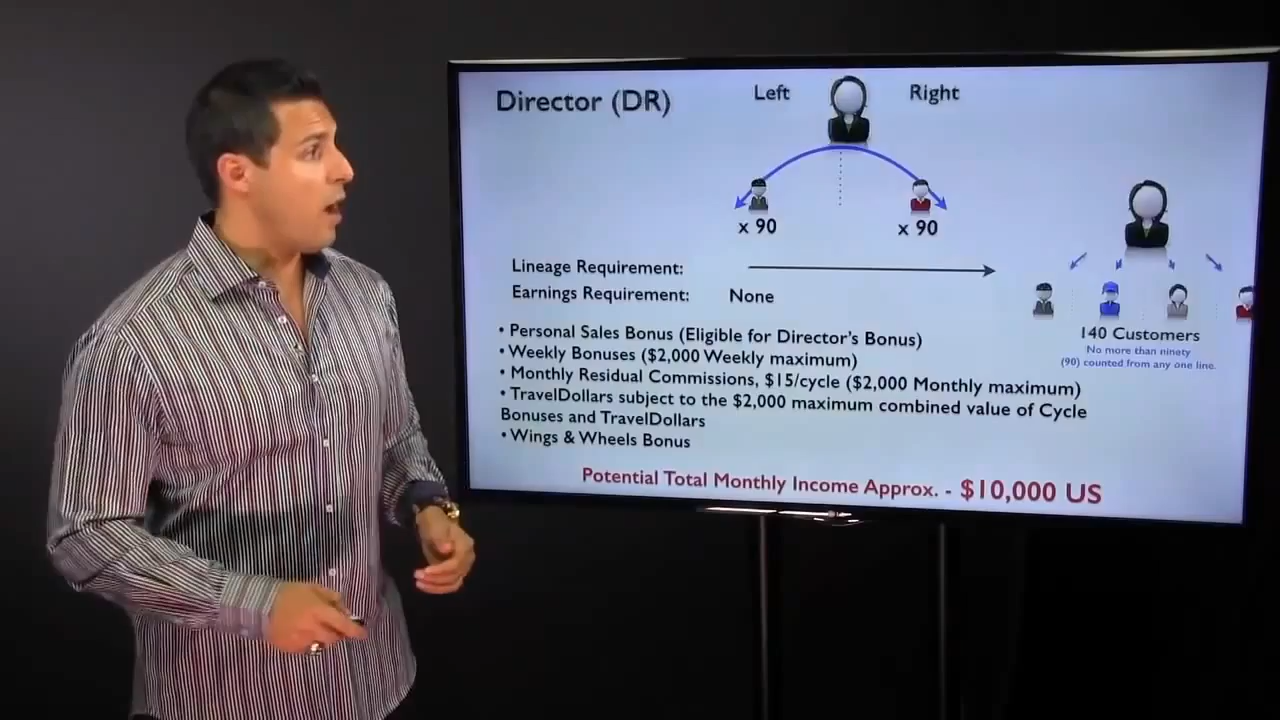 Director (DR)
Left
Right
x 90
x 90
Lineage Requirement:
Earnings Requirement: None
140 Customers
No more than ninety
(90) counted from any one line.
• Personal Sales Bonus (Eligible for Director's Bonus)
• Weekly Bonuses ($2,000 Weekly maximum)
• Monthly Residual Commissions, $15/cycle ($2,000 Monthly maximum)
• TravelDollars subject to the $2,000 maximum combined value of Cycle
Bonuses and TravelDollars
• Wings & Wheels Bonus
Potential Total Monthly Income Approx. - $10,000 US